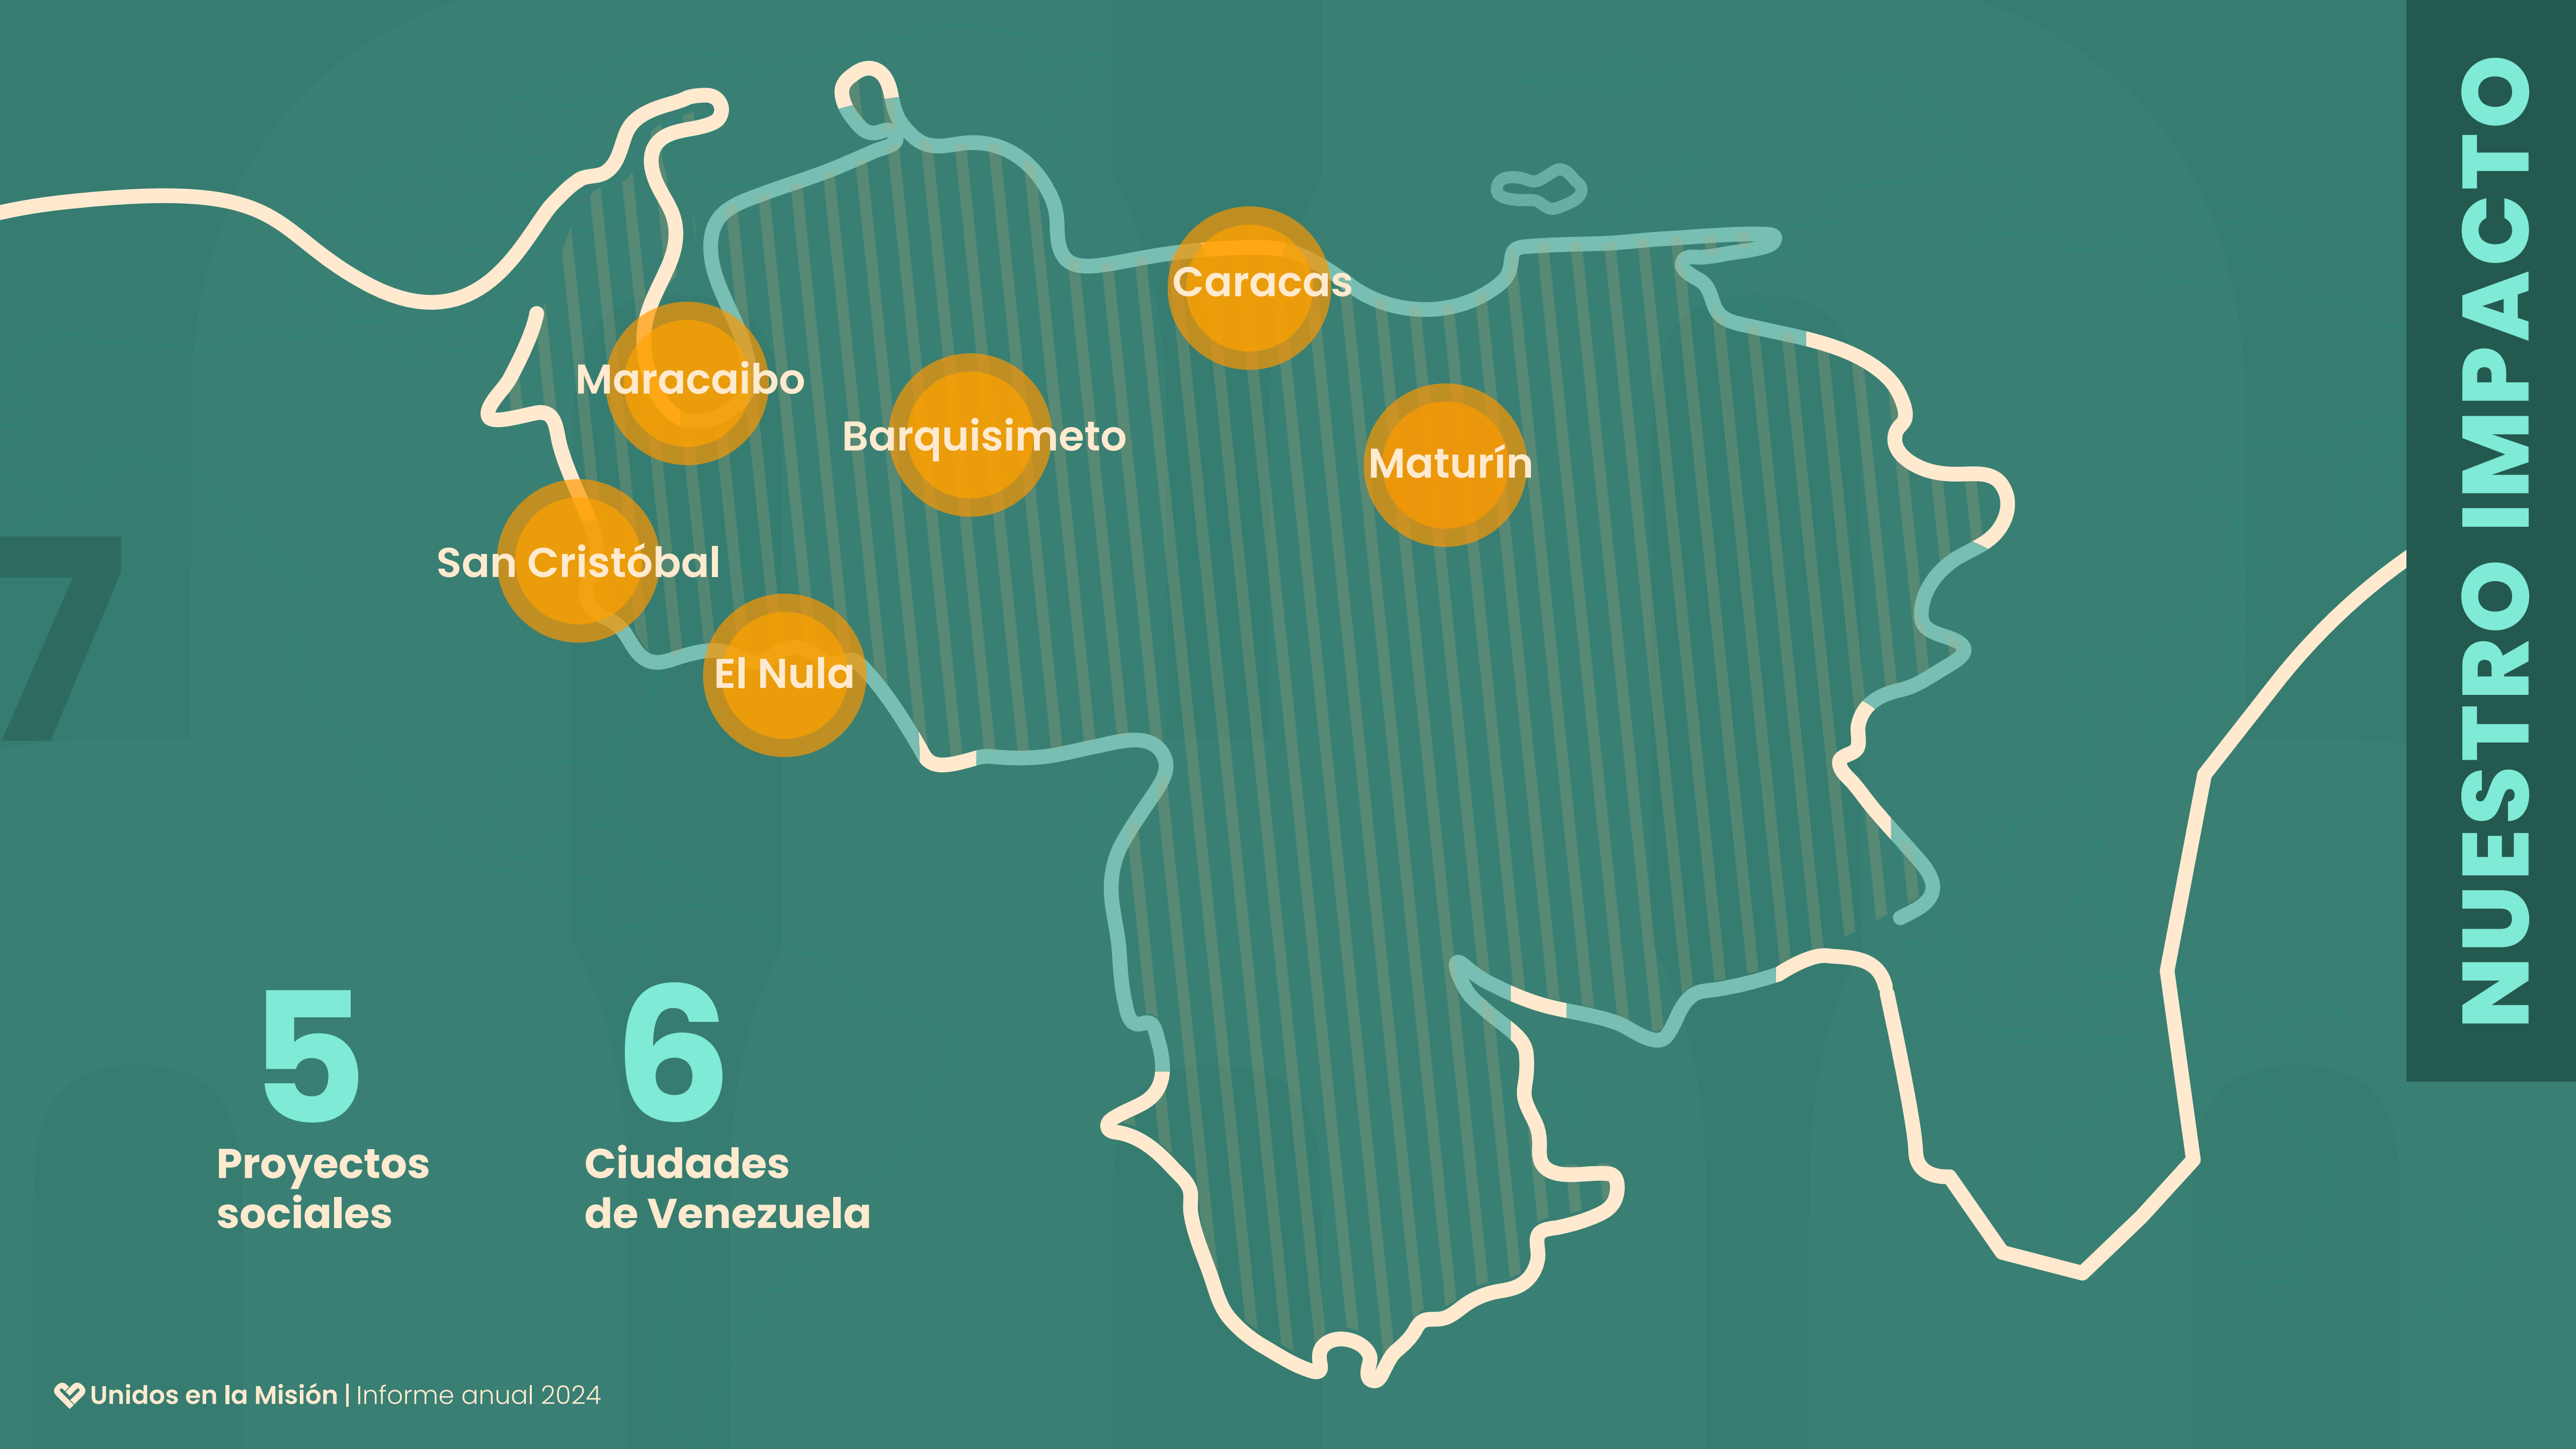 NUESTRO IMPACTO
Caracas
Maracaibo
Barquisimeto
Maturín
San Cristóbal
El Nula
7
5
Proyectos
sociales
6
Ciudades
de Venezuela
Unidos en la Misión | Informe anual 2024